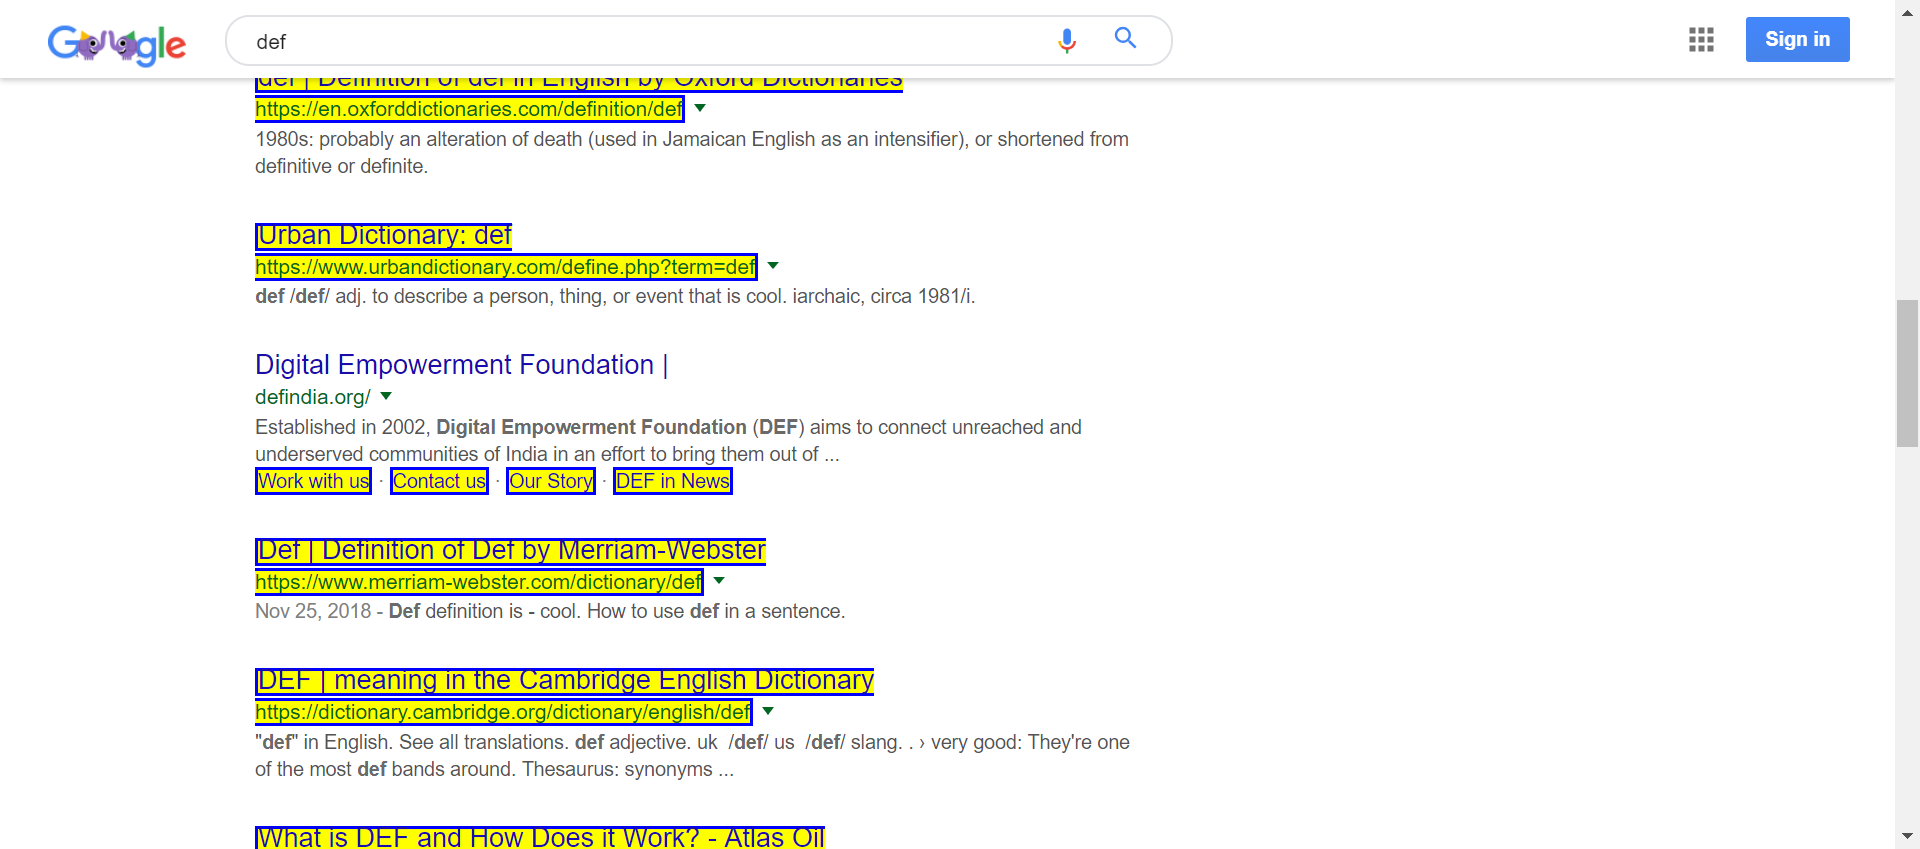 Google
def
Sign in
def | Definition of def in English by Oxford Dictionaries
https://en.oxforddictionaries.com/definition/def
1980s: probably an alteration of death (used in Jamaican English as an intensifier), or shortened from
definitive or definite.
Urban Dictionary: def
https://www.urbandictionary.com/define.php?term=def
def /def/ adj. to describe a person, thing, or event that is cool. iarchaic, circa 1981/i.
Digital Empowerment Foundation |
defindia.org/
Established in 2002, Digital Empowerment Foundation (DEF) aims to connect unreached and
underserved communities of India in an effort to bring them out of ...
Work with us · Contact us · Our Story · DEF in News
Def | Definition of Def by Merriam-Webster
https://www.merriam-webster.com/dictionary/def
Nov 25, 2018 - Def definition is - cool. How to use def in a sentence.
DEF | meaning in the Cambridge English Dictionary
https://dictionary.cambridge.org/dictionary/english/def
"def" in English. See all translations. def adjective. uk /def/ us /def/ slang. . › very good: They're one
of the most def bands around. Thesaurus: synonyms ...
What is DEF and How Does it Work? - Atlas Oil